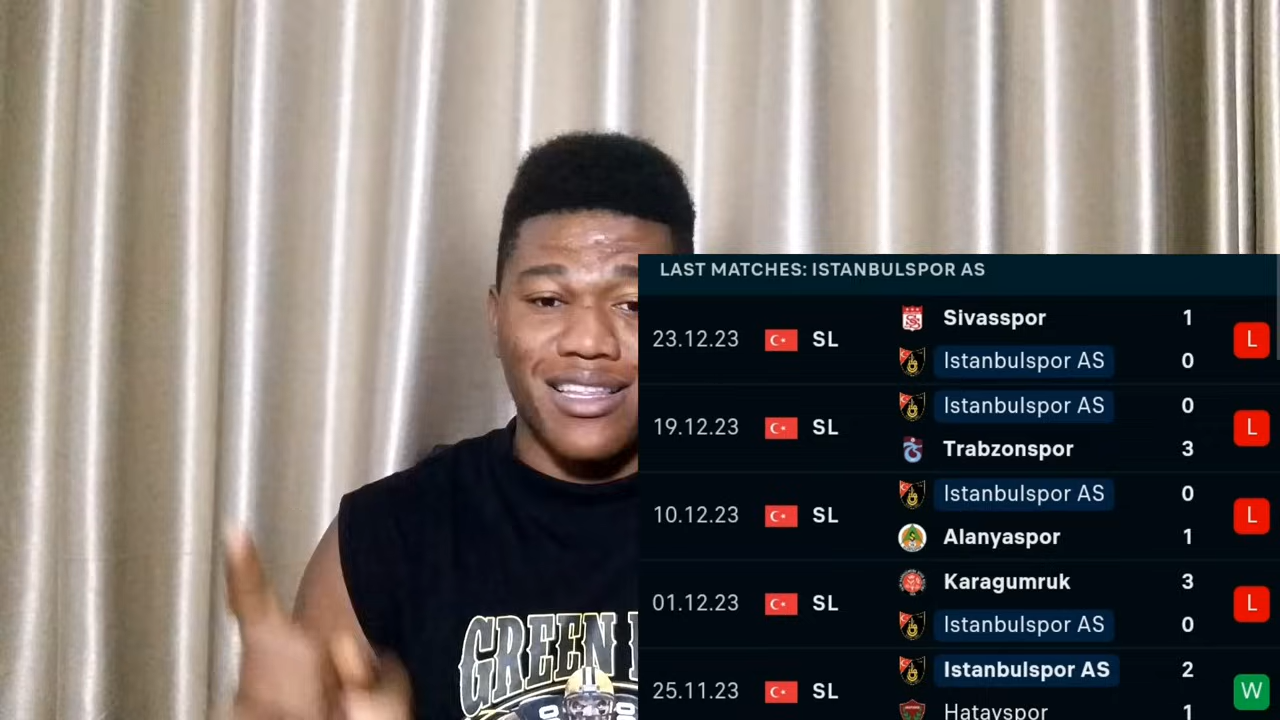 LAST MATCHES: ISTANBULSPOR AS
23.12.23 SL Sivasspor 1 L
Istanbulspor AS 0
19.12.23 SL Istanbulspor AS 0 L
Trabzonspor 3
10.12.23 SL Istanbulspor AS 0 L
Alanyaspor 1
01.12.23 SL Karagumruk 3 L
Istanbulspor AS 0
25.11.23 SL Istanbulspor AS 2 W
Hatayspor 1
GREEN